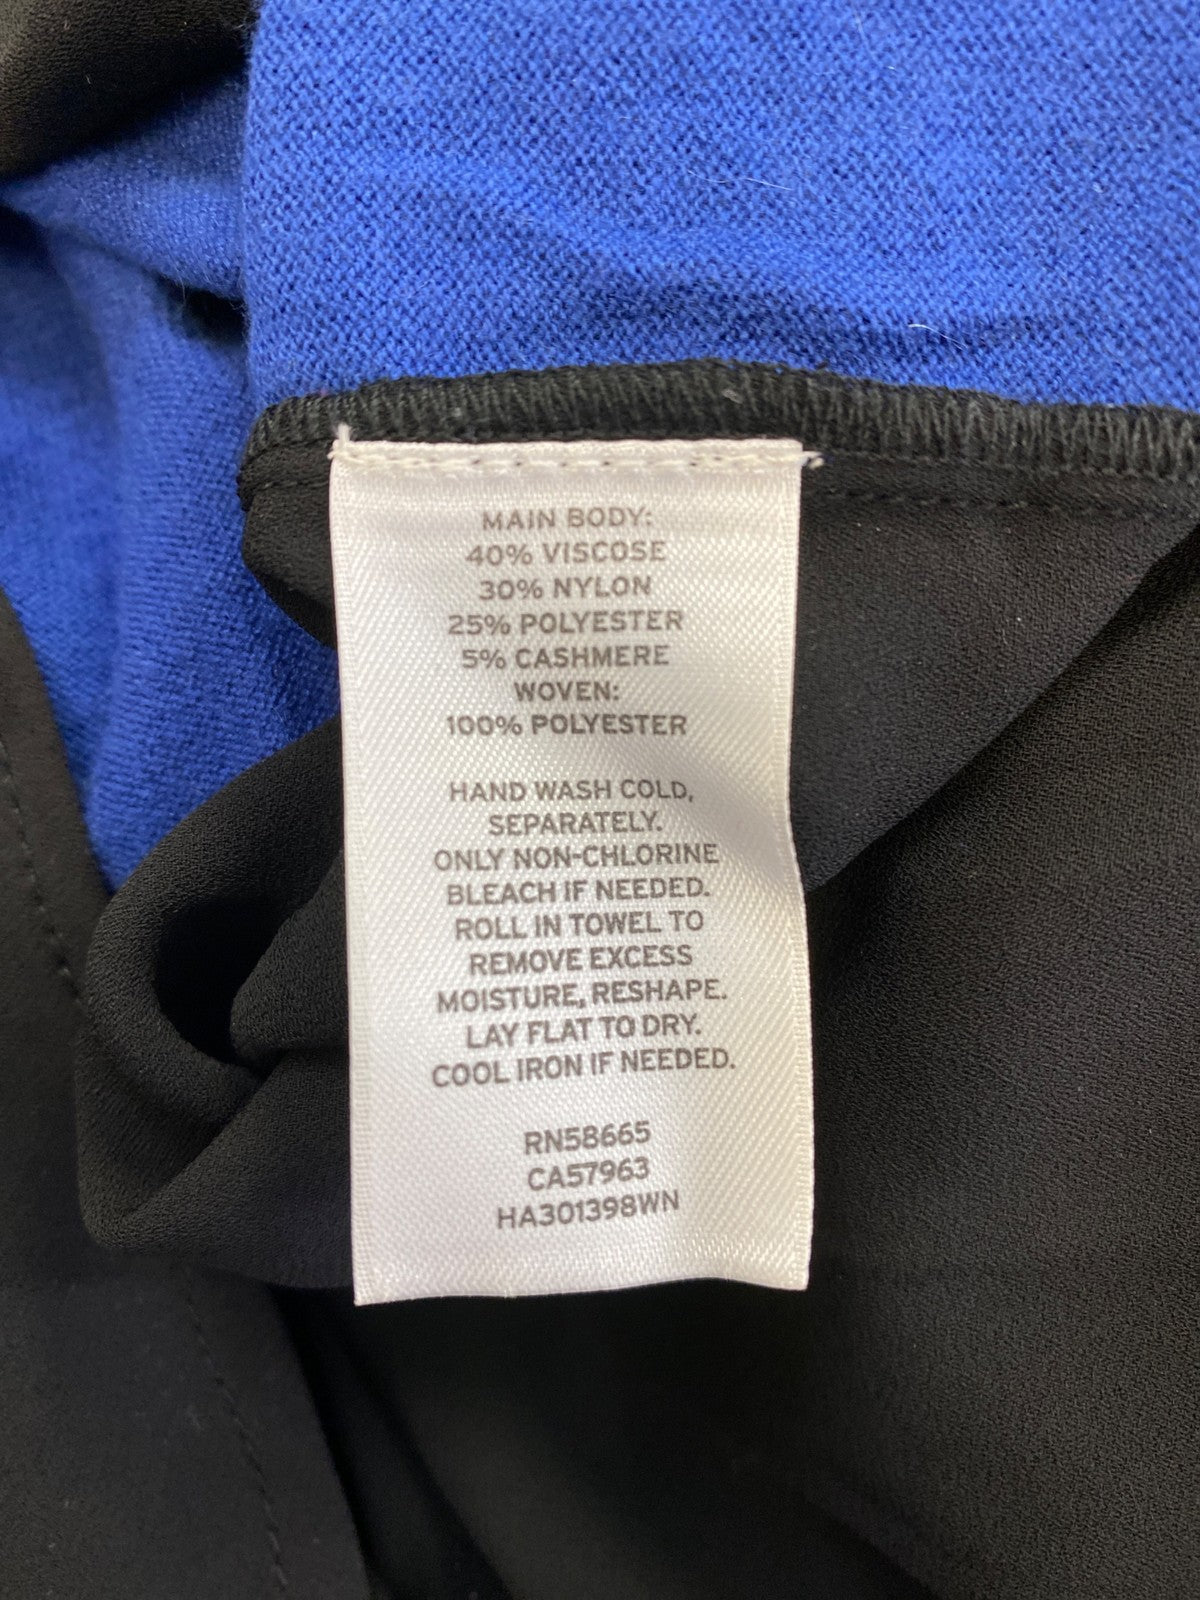 MAIN BODY:
40% VISCOSE
30% NYLON
25% POLYESTER
5% CASHMERE
WOVEN:
100% POLYESTER
HAND WASH COLD,
SEPARATELY.
ONLY NON-CHLORINE
BLEACH IF NEEDED.
ROLL IN TOWEL TO
REMOVE EXCESS
MOISTURE, RESHAPE.
LAY FLAT TO DRY.
COOL IRON IF NEEDED.
RN58665
CA57963
HA301398WN